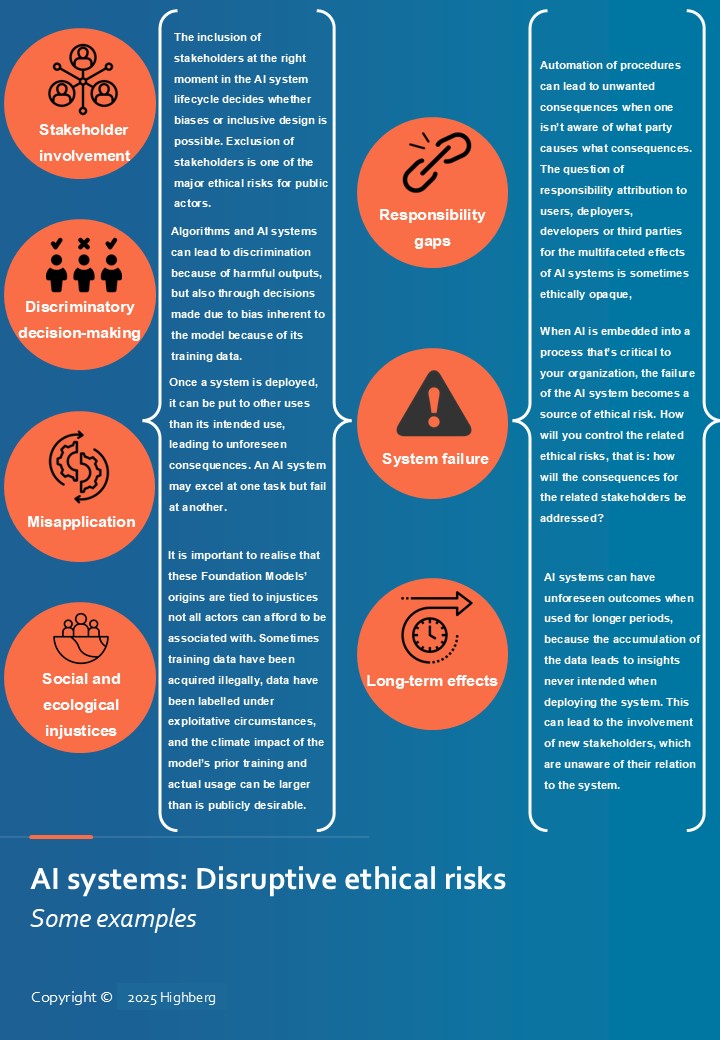 Stakeholder
involvement
The inclusion of
stakeholders at the right
moment in the AI system
lifecycle decides whether
biases or inclusive design is
possible. Exclusion of
stakeholders is one of the
major ethical risks for public
actors.
Discriminatory
decision-making
Algorithms and AI systems
can lead to discrimination
because of harmful outputs,
but also through decisions
made due to bias inherent to
the model because of its
training data.
Misapplication
Once a system is deployed,
it can be put to other uses
than its intended use,
leading to unforeseen
consequences. An AI system
may excel at one task but fail
at another.
Social and
ecological
injustices
It is important to realise that
these Foundation Models'
origins are tied to injustices
not all actors can afford to be
associated with. Sometimes
training data have been
acquired illegally, data have
been labelled under
exploitative circumstances,
and the climate impact of the
model's prior training and
actual usage can be larger
than is publicly desirable.
Responsibility
gaps
Automation of procedures
can lead to unwanted
consequences when one
isn't aware of what party
causes what consequences.
The question of
responsibility attribution to
users, deployers,
developers or third parties
for the multifaceted effects
of AI systems is sometimes
ethically opaque,
System failure
When AI is embedded into a
process that's critical to
your organization, the failure
of the AI system becomes a
source of ethical risk. How
will you control the related
ethical risks, that is: how
will the consequences for
the related stakeholders be
addressed?
Long-term effects
AI systems can have
unforeseen outcomes when
used for longer periods,
because the accumulation of
the data leads to insights
never intended when
deploying the system. This
can lead to the involvement
of new stakeholders, which
are unaware of their relation
to the system.
AI systems: Disruptive ethical risks
Some examples
Copyright © 2025 Highberg